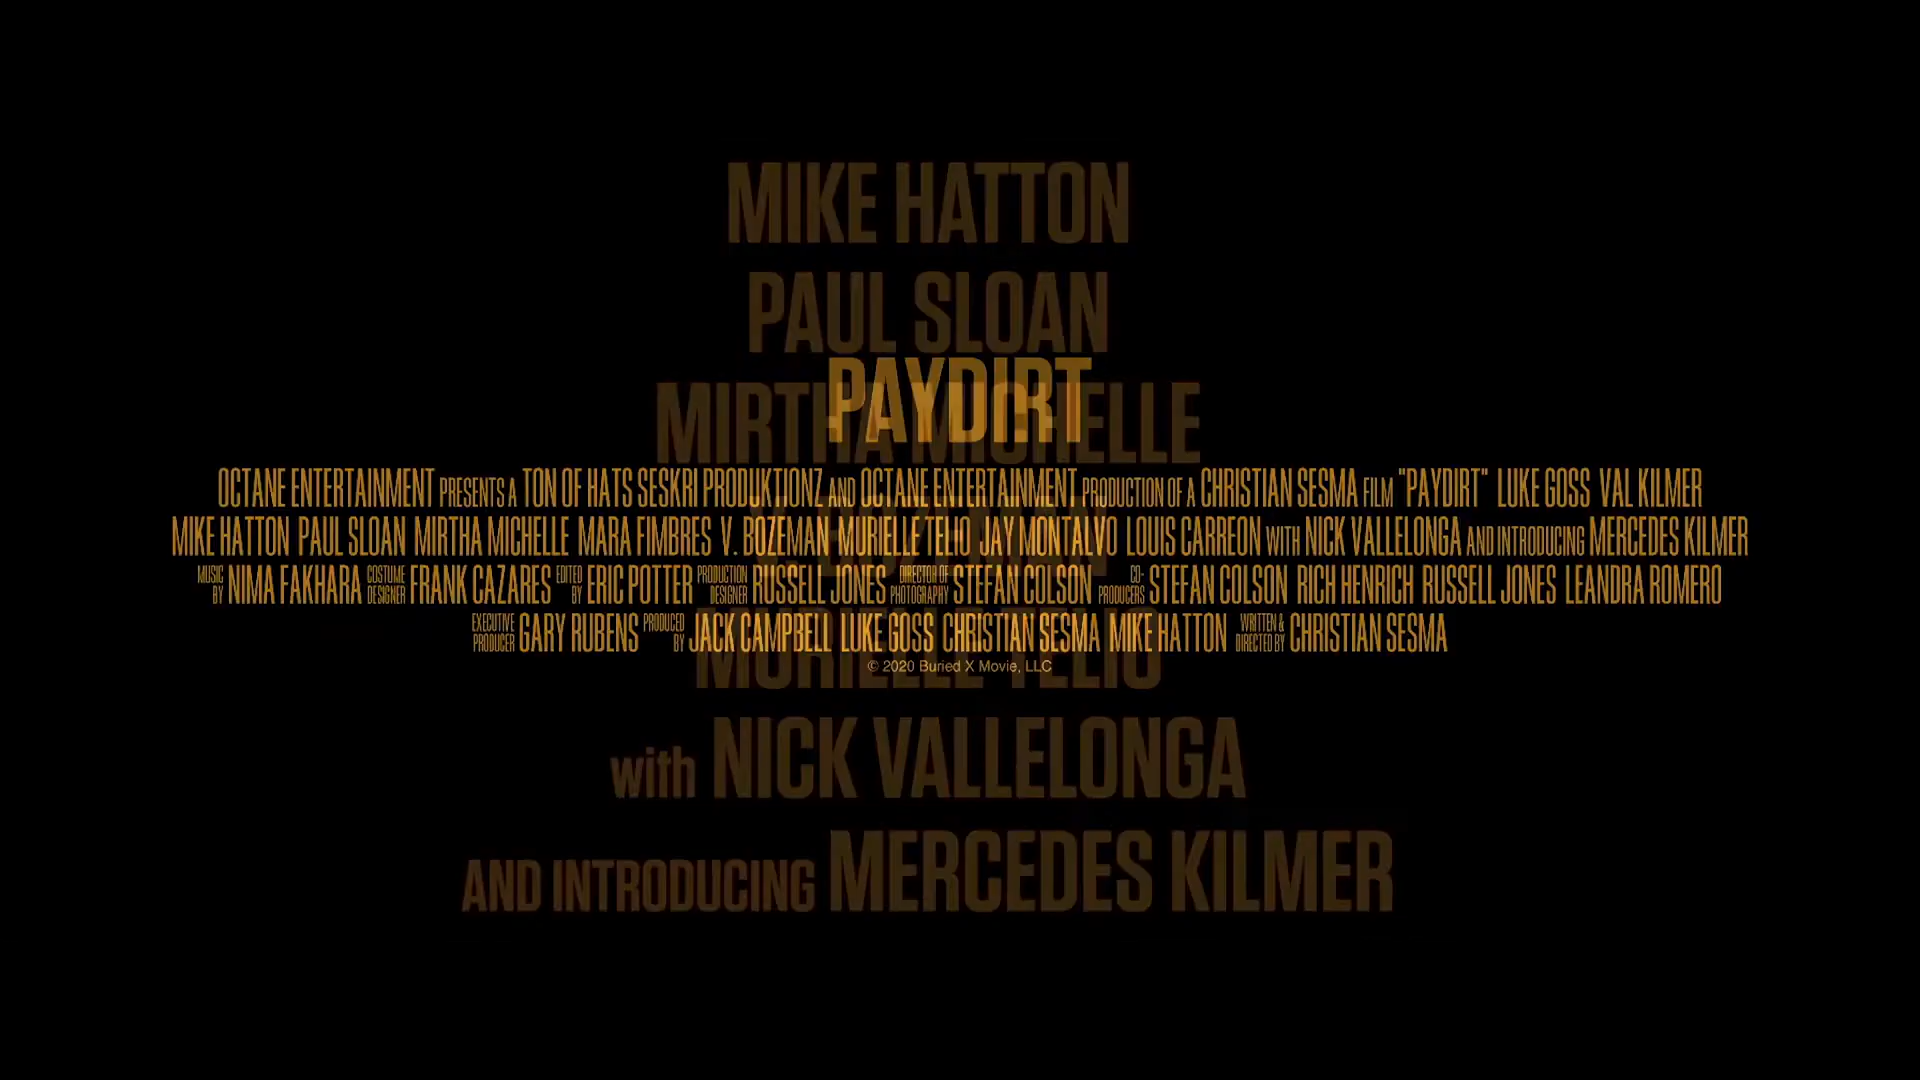 MIKE HATTON
PAUL SLOAN
PAYDIRT
MIRTHA MICHELLE
OCTANE ENTERTAINMENT PRESENTS A TON OF HATS SESKRI PRODUKTIONZ AND OCTANE ENTERTAINMENT PRODUCTION OF A CHRISTIAN SESMA FILM "PAYDIRT" LUKE GOSS VAL KILMER
MIKE HATTON PAUL SLOAN MIRTHA MICHELLE MARA FIMBRES V. BOZEMAN MURIELLE TELIO JAY MONTALVO LOUIS CARREON WITH NICK VALLELONGA AND INTRODUCING MERCEDES KILMER
V. BOZEMAN
MUSIC BY NIMA FAKHARA COSTUME DESIGNER FRANK CAZARES EDITED BY ERIC POTTER PRODUCTION DESIGNER RUSSELL JONES DIRECTOR OF PHOTOGRAPHY STEFAN COLSON CO-PRODUCERS STEFAN COLSON RICH HENRICH RUSSELL JONES LEANDRA ROMERO
EXECUTIVE PRODUCER GARY RUBENS PRODUCED BY JACK CAMPBELL LUKE GOSS CHRISTIAN SESMA MIKE HATTON WRITTEN & DIRECTED BY CHRISTIAN SESMA
MURIELLE TELIO
© 2020 Buried X Movie, LLC
with NICK VALLELONGA
AND INTRODUCING MERCEDES KILMER